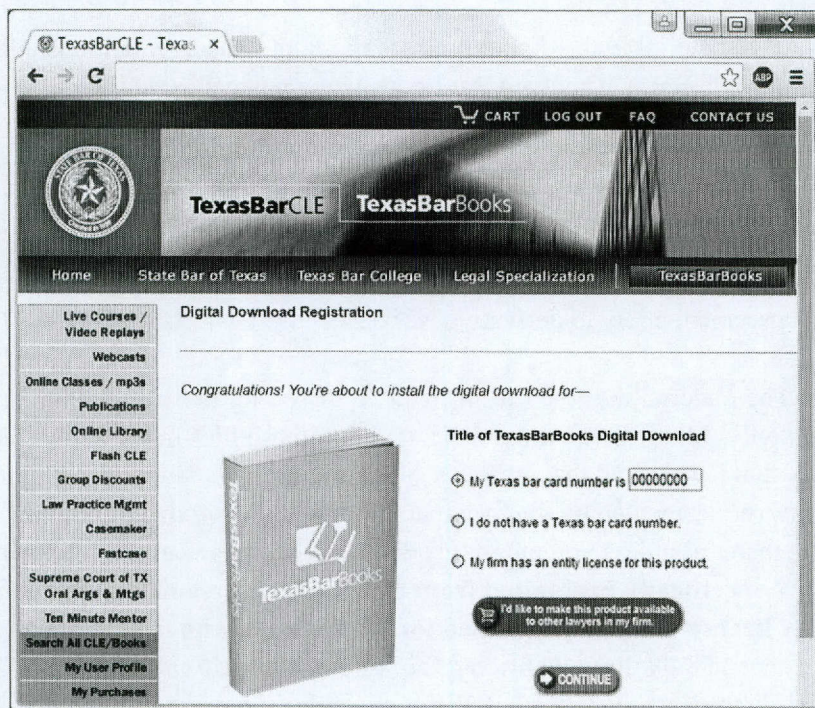 TexasBarCLE - Texas
ABP
CART LOG OUT FAQ CONTACT US
STATE BAR OF TEXAS
TexasBarCLE TexasBarBooks
Home State Bar of Texas Texas Bar College Legal Specialization TexasBarBooks
Live Courses /
Video Replays
Webcasts
Online Classes / mp3s
Publications
Online Library
Flash CLE
Group Discounts
Law Practice Mgmt
Casemaker
Fastcase
Supreme Court of TX
Oral Args & Mtgs
Ten Minute Mentor
Search All CLE/Books
My User Profile
My Purchases
Digital Download Registration
Congratulations! You're about to install the digital download for—
TexasBarBooks
TexasBarBooks
Title of TexasBarBooks Digital Download
My Texas bar card number is 00000000
I do not have a Texas bar card number.
My firm has an entity license for this product.
I'd like to make this product available
to other lawyers in my firm.
CONTINUE